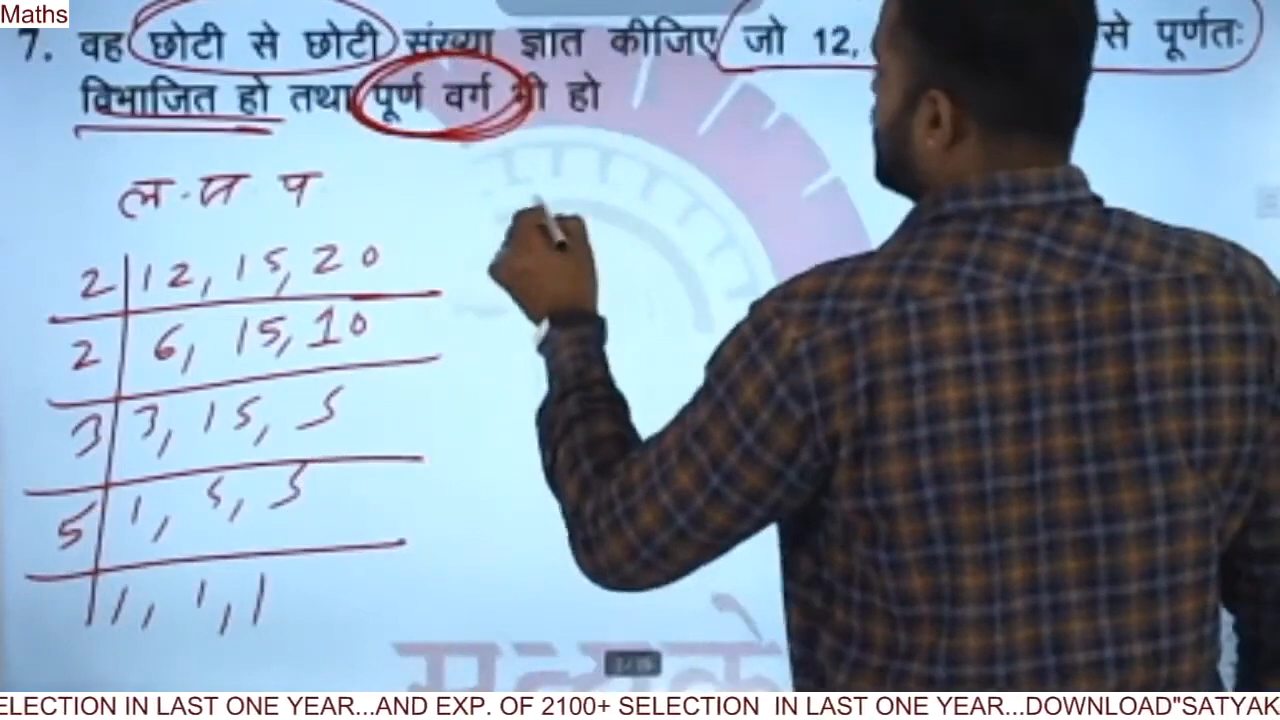 Maths
7. वह छोटी से छोटी संख्या ज्ञात कीजिए जो 12, से पूर्णतः
विभाजित हो तथा पूर्ण वर्ग भी हो
ल. स प
2 12, 15, 20
2 6, 15, 10
3 3, 15, 5
5 1, 5, 5
1, 1, 1
ELECTION IN LAST ONE YEAR...AND EXP. OF 2100+ SELECTION IN LAST ONE YEAR...DOWNLOAD"SATYAK